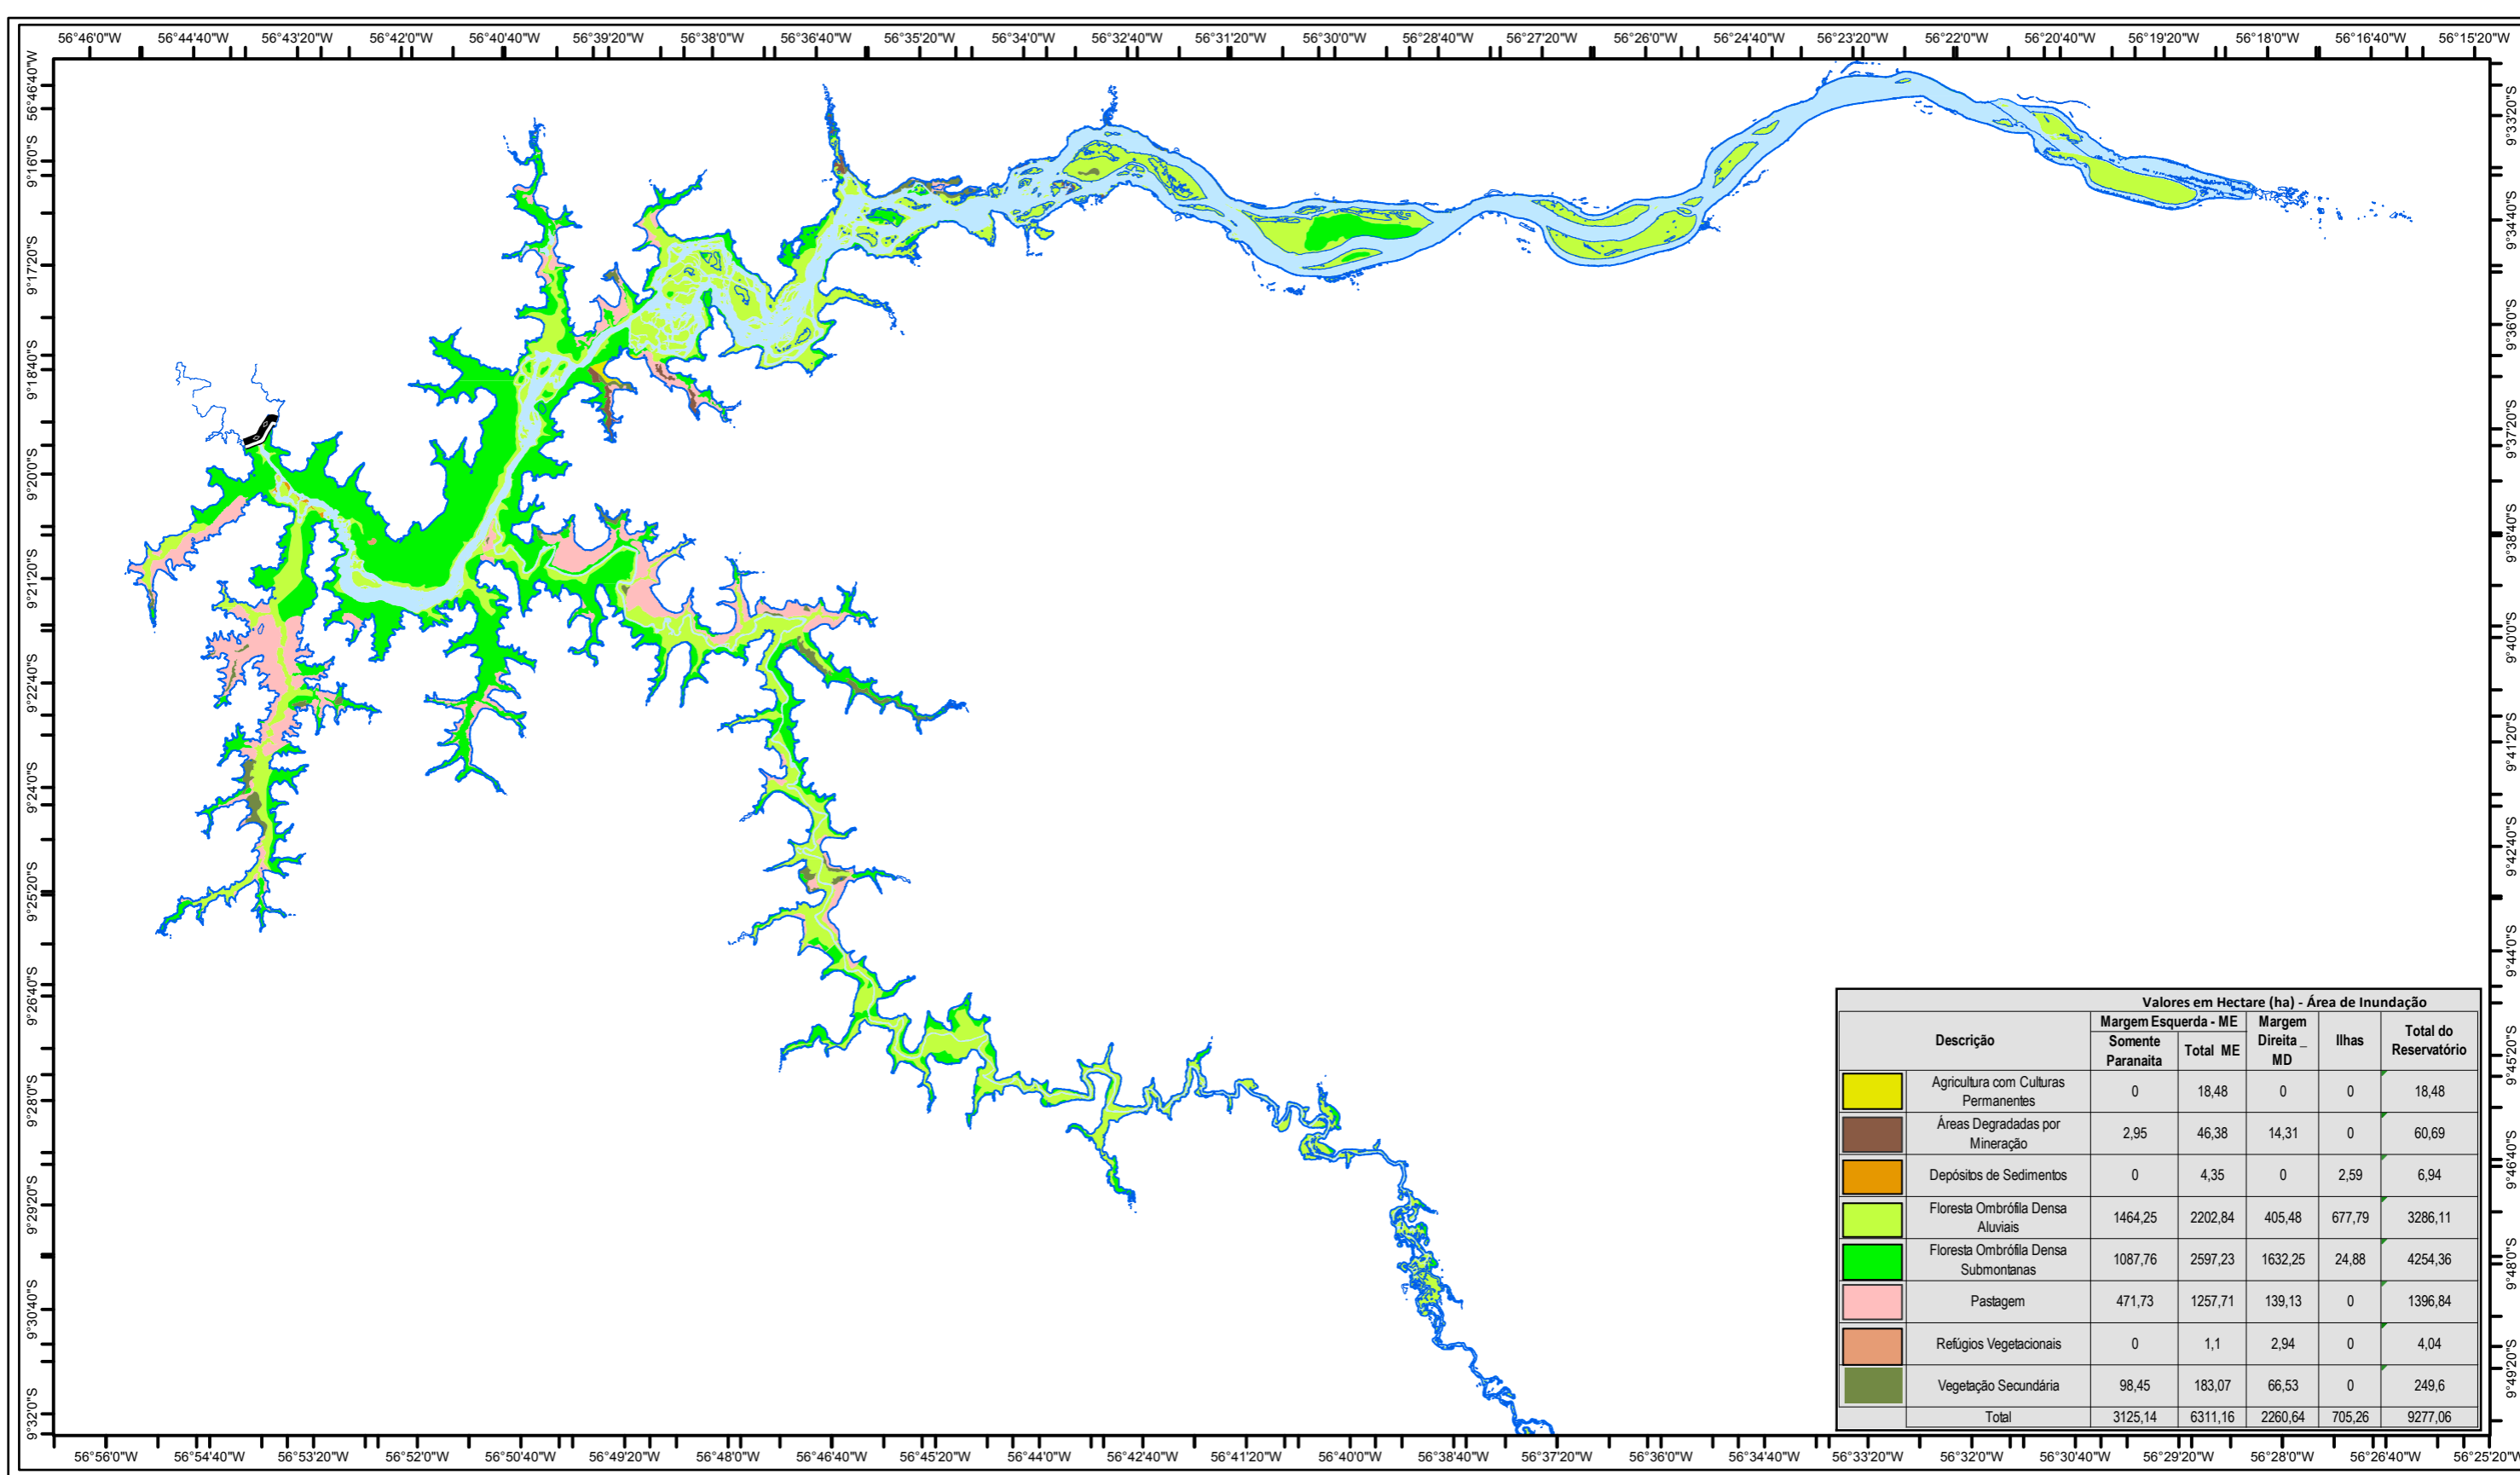 56°46'0"W 56°44'40"W 56°43'20"W 56°42'0"W 56°40'40"W 56°39'20"W 56°38'0"W 56°36'40"W 56°35'20"W 56°34'0"W 56°32'40"W 56°31'20"W 56°30'0"W 56°28'40"W 56°27'20"W 56°26'0"W 56°24'40"W 56°23'20"W 56°22'0"W 56°20'40"W 56°19'20"W 56°18'0"W 56°16'40"W 56°15'20"W
56°46'40"W
9°16'0"S
9°17'20"S
9°18'40"S
9°20'0"S
9°21'20"S
9°22'40"S
9°24'0"S
9°25'20"S
9°26'40"S
9°28'0"S
9°29'20"S
9°30'40"S
9°32'0"S
9°33'20"S
9°34'40"S
9°36'0"S
9°37'20"S
9°38'40"S
9°40'0"S
9°41'20"S
9°42'40"S
9°44'0"S
9°45'20"S
9°46'40"S
9°48'0"S
9°49'20"S
Valores em Hectare (ha) - Área de Inundação
Descrição
Margem Esquerda - ME
Somente
Paranaita
Total ME
Margem
Direita _
MD
Ilhas
Total do
Reservatório
Agricultura com Culturas
Permanentes
0 18,48 0 0 18,48
Áreas Degradadas por
Mineração
2,95 46,38 14,31 0 60,69
Depósitos de Sedimentos 0 4,35 0 2,59 6,94
Floresta Ombrófila Densa
Aluviais
1464,25 2202,84 405,48 677,79 3286,11
Floresta Ombrófila Densa
Submontanas
1087,76 2597,23 1632,25 24,88 4254,36
Pastagem 471,73 1257,71 139,13 0 1396,84
Refúgios Vegetacionais 0 1,1 2,94 0 4,04
Vegetação Secundária 98,45 183,07 66,53 0 249,6
Total 3125,14 6311,16 2260,64 705,26 9277,06
56°56'0"W 56°54'40"W 56°53'20"W 56°52'0"W 56°50'40"W 56°49'20"W 56°48'0"W 56°46'40"W 56°45'20"W 56°44'0"W 56°42'40"W 56°41'20"W 56°40'0"W 56°38'40"W 56°37'20"W 56°36'0"W 56°34'40"W 56°33'20"W 56°32'0"W 56°30'40"W 56°29'20"W 56°28'0"W 56°26'40"W 56°25'20"W